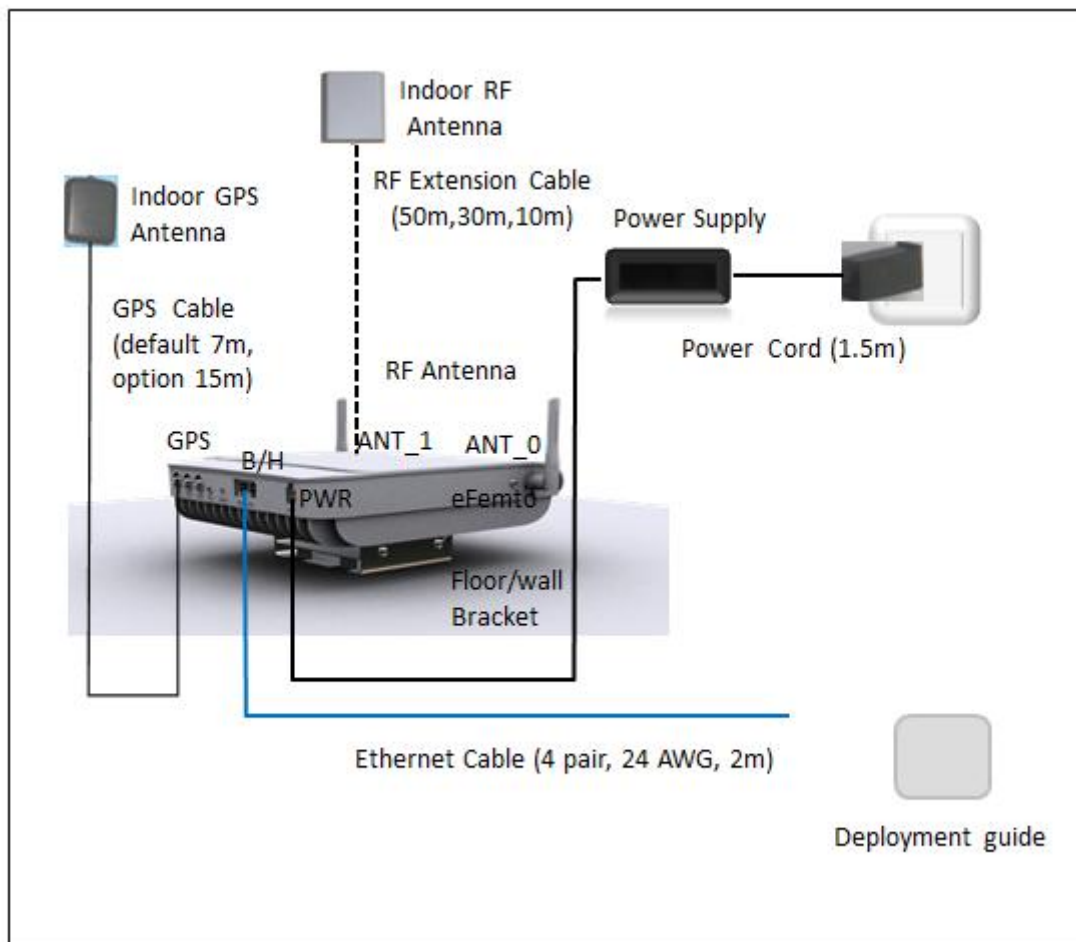 Indoor RF
Antenna
RF Extension Cable
(50m,30m,10m)
Indoor GPS
Antenna
Power Supply
GPS Cable
(default 7m,
option 15m)
Power Cord (1.5m)
RF Antenna
GPS
B/H
ANT_1
ANT_0
PWR
eFemto
Floor/wall
Bracket
Ethernet Cable (4 pair, 24 AWG, 2m)
Deployment guide